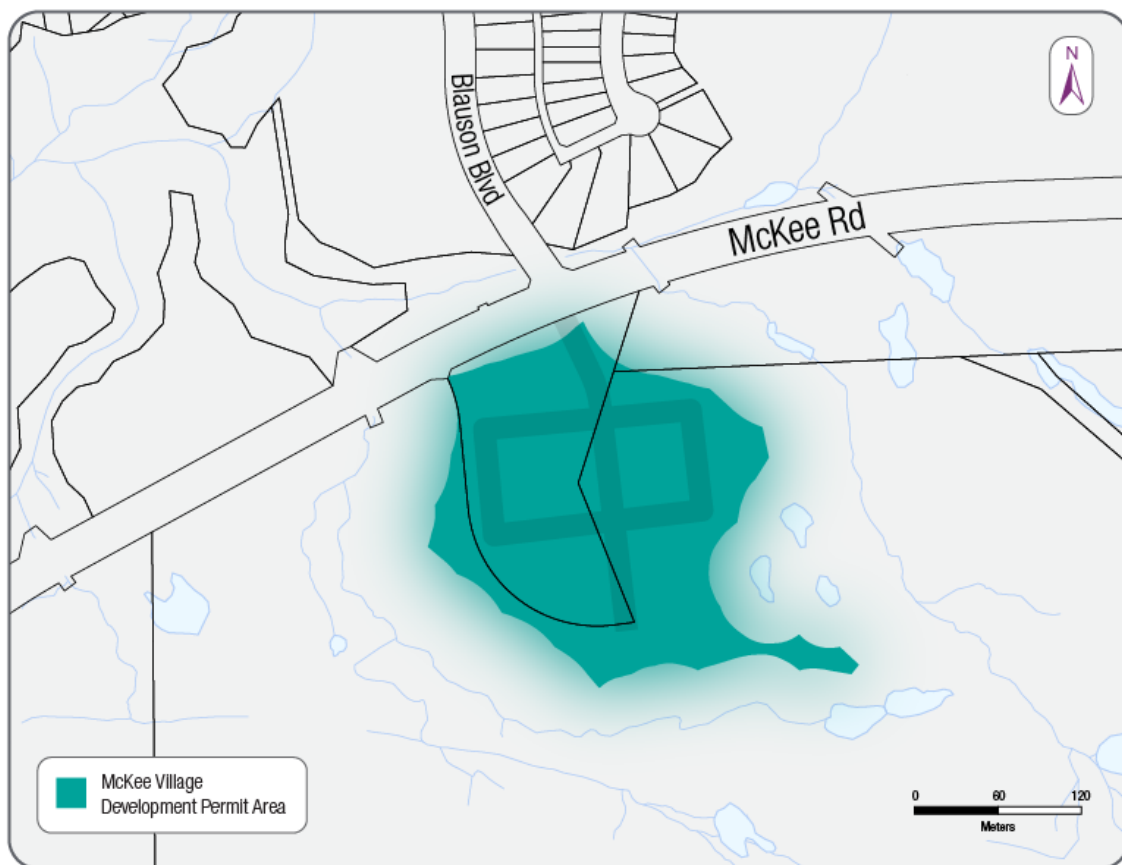 N
Blauson Blvd
McKee Rd
McKee Village
Development Permit Area
0 60 120
Meters